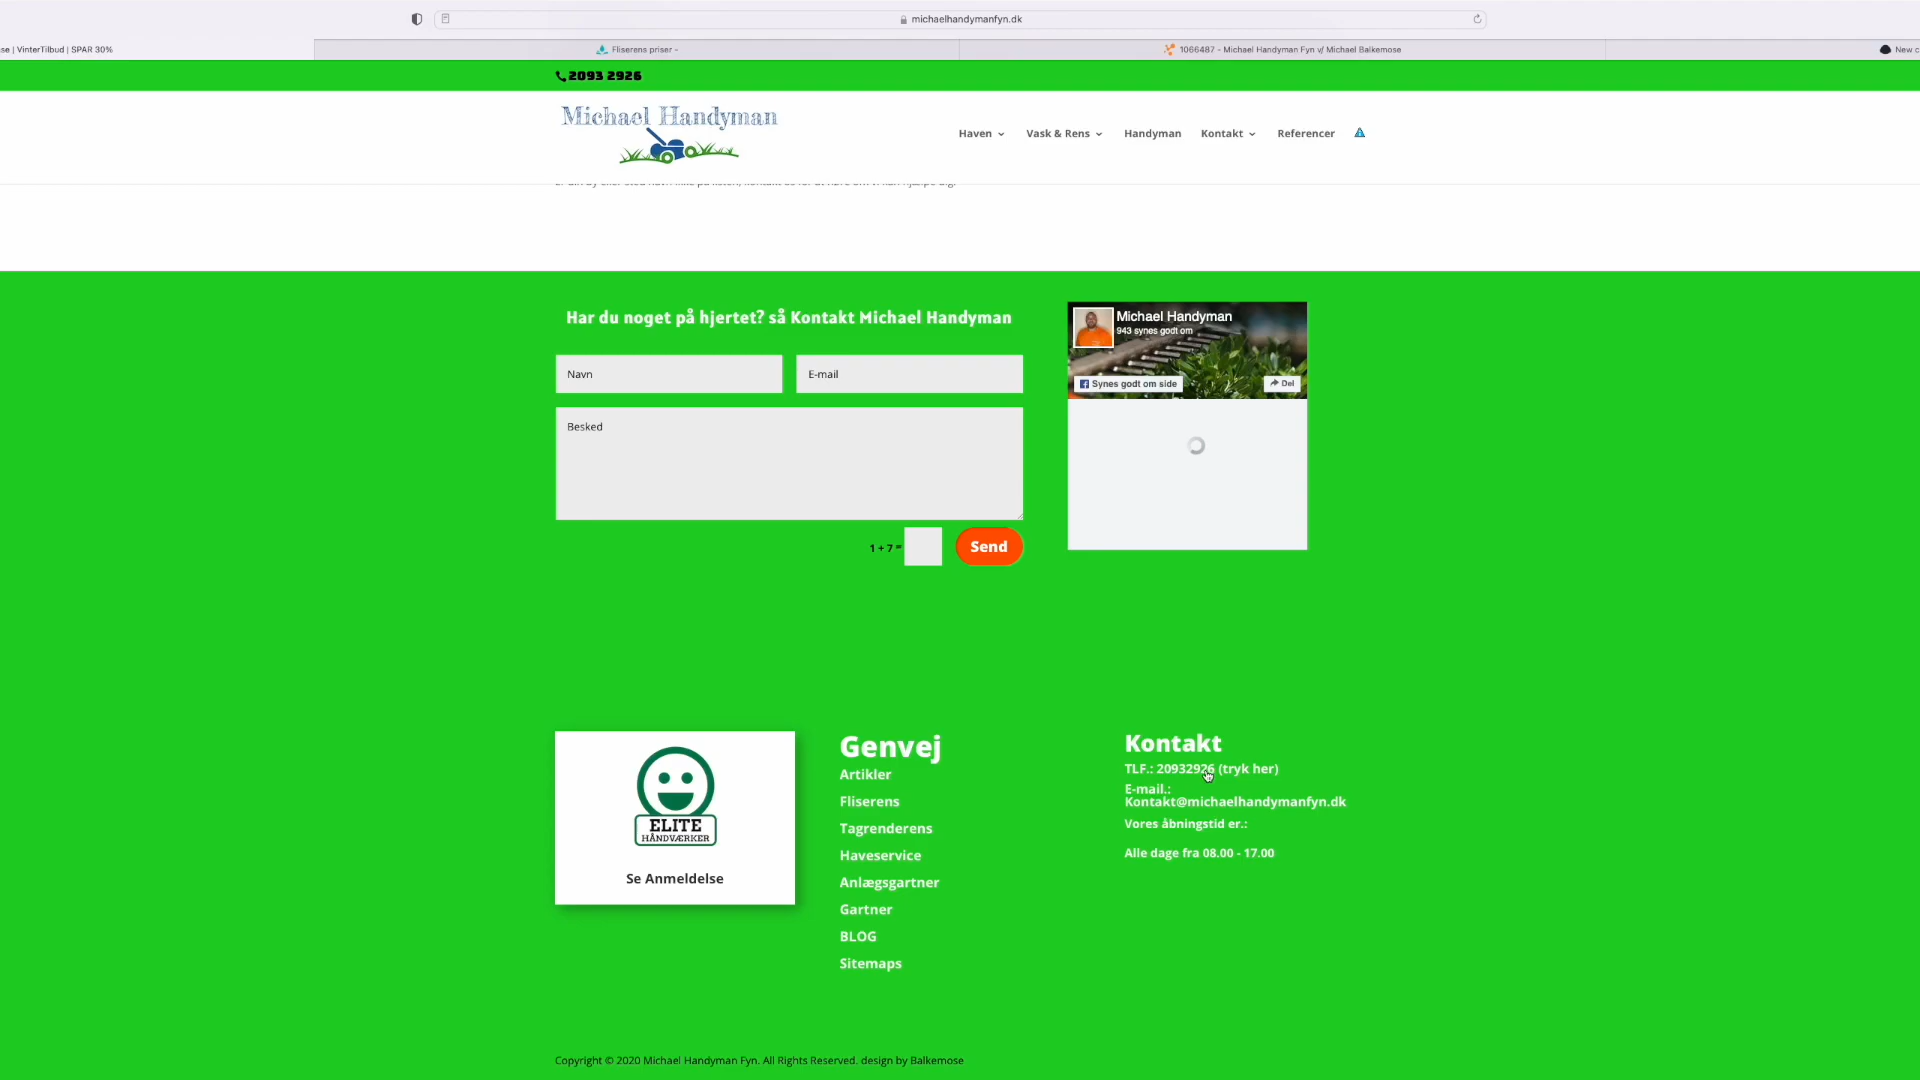 michaelhandymanfyn.dk
se | VinterTilbud | SPAR 30%
Fliserens priser -
1066487 - Michael Handyman Fyn v/ Michael Balkemose
New c
2093 2926
Michael Handyman
Haven
Vask & Rens
Handyman
Kontakt
Referencer
Har du noget på hjertet? så Kontakt Michael Handyman
Navn
E-mail
Besked
1 + 7 =
Send
Michael Handyman
943 synes godt om
Synes godt om side
Del
ELITE
HÅNDVÆRKER
Se Anmeldelse
Genvej
Artikler
Fliserens
Tagrenderens
Haveservice
Anlægsgartner
Gartner
BLOG
Sitemaps
Kontakt
TLF.: 20932926 (tryk her)
E-mail.:
Kontakt@michaelhandymanfyn.dk
Vores åbningstid er.:
Alle dage fra 08.00 - 17.00
Copyright © 2020 Michael Handyman Fyn. All Rights Reserved. design by Balkemose